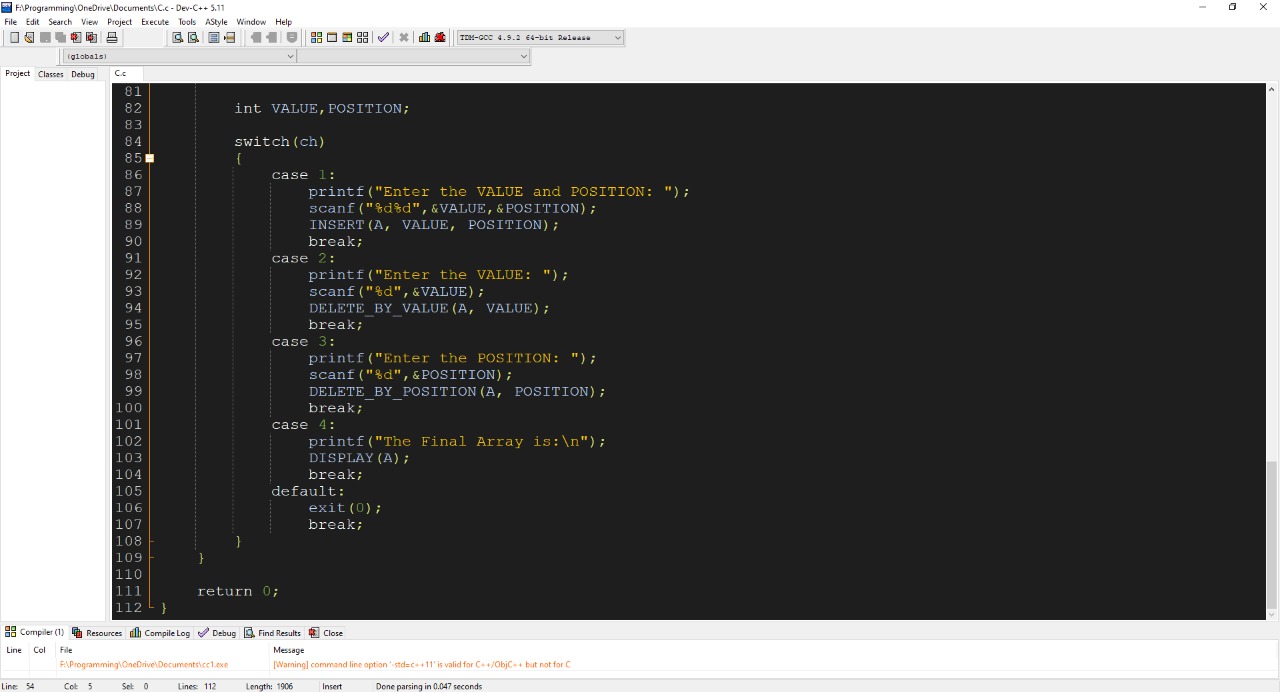 F:\Programming\OneDrive\Documents\C.c - Dev-C++ 5.11
File Edit Search View Project Execute Tools AStyle Window Help
TDM-GCC 4.9.2 64-bit Release
(globals)
Project Classes Debug C.c
81
82 int VALUE,POSITION;
83
84 switch(ch)
85 {
86 case 1:
87 printf("Enter the VALUE and POSITION: ");
88 scanf("%d%d",&VALUE,&POSITION);
89 INSERT(A, VALUE, POSITION);
90 break;
91 case 2:
92 printf("Enter the VALUE: ");
93 scanf("%d",&VALUE);
94 DELETE_BY_VALUE(A, VALUE);
95 break;
96 case 3:
97 printf("Enter the POSITION: ");
98 scanf("%d",&POSITION);
99 DELETE_BY_POSITION(A, POSITION);
100 break;
101 case 4:
102 printf("The Final Array is:\n");
103 DISPLAY(A);
104 break;
105 default:
106 exit(0);
107 break;
108 }
109 }
110
111 return 0;
112 }
Compiler (1) Resources Compile Log Debug Find Results Close
Line Col File Message
F:\Programming\OneDrive\Documents\cc1.exe [Warning] command line option '-std=c++11' is valid for C++/ObjC++ but not for C
Line: 54 Col: 5 Sel: 0 Lines: 112 Length: 1906 Insert Done parsing in 0.047 seconds